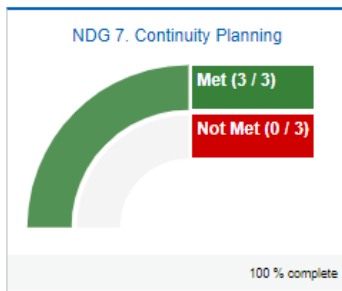 NDG 7. Continuity Planning
Met (3 / 3)
Not Met (0 / 3)
100 % complete